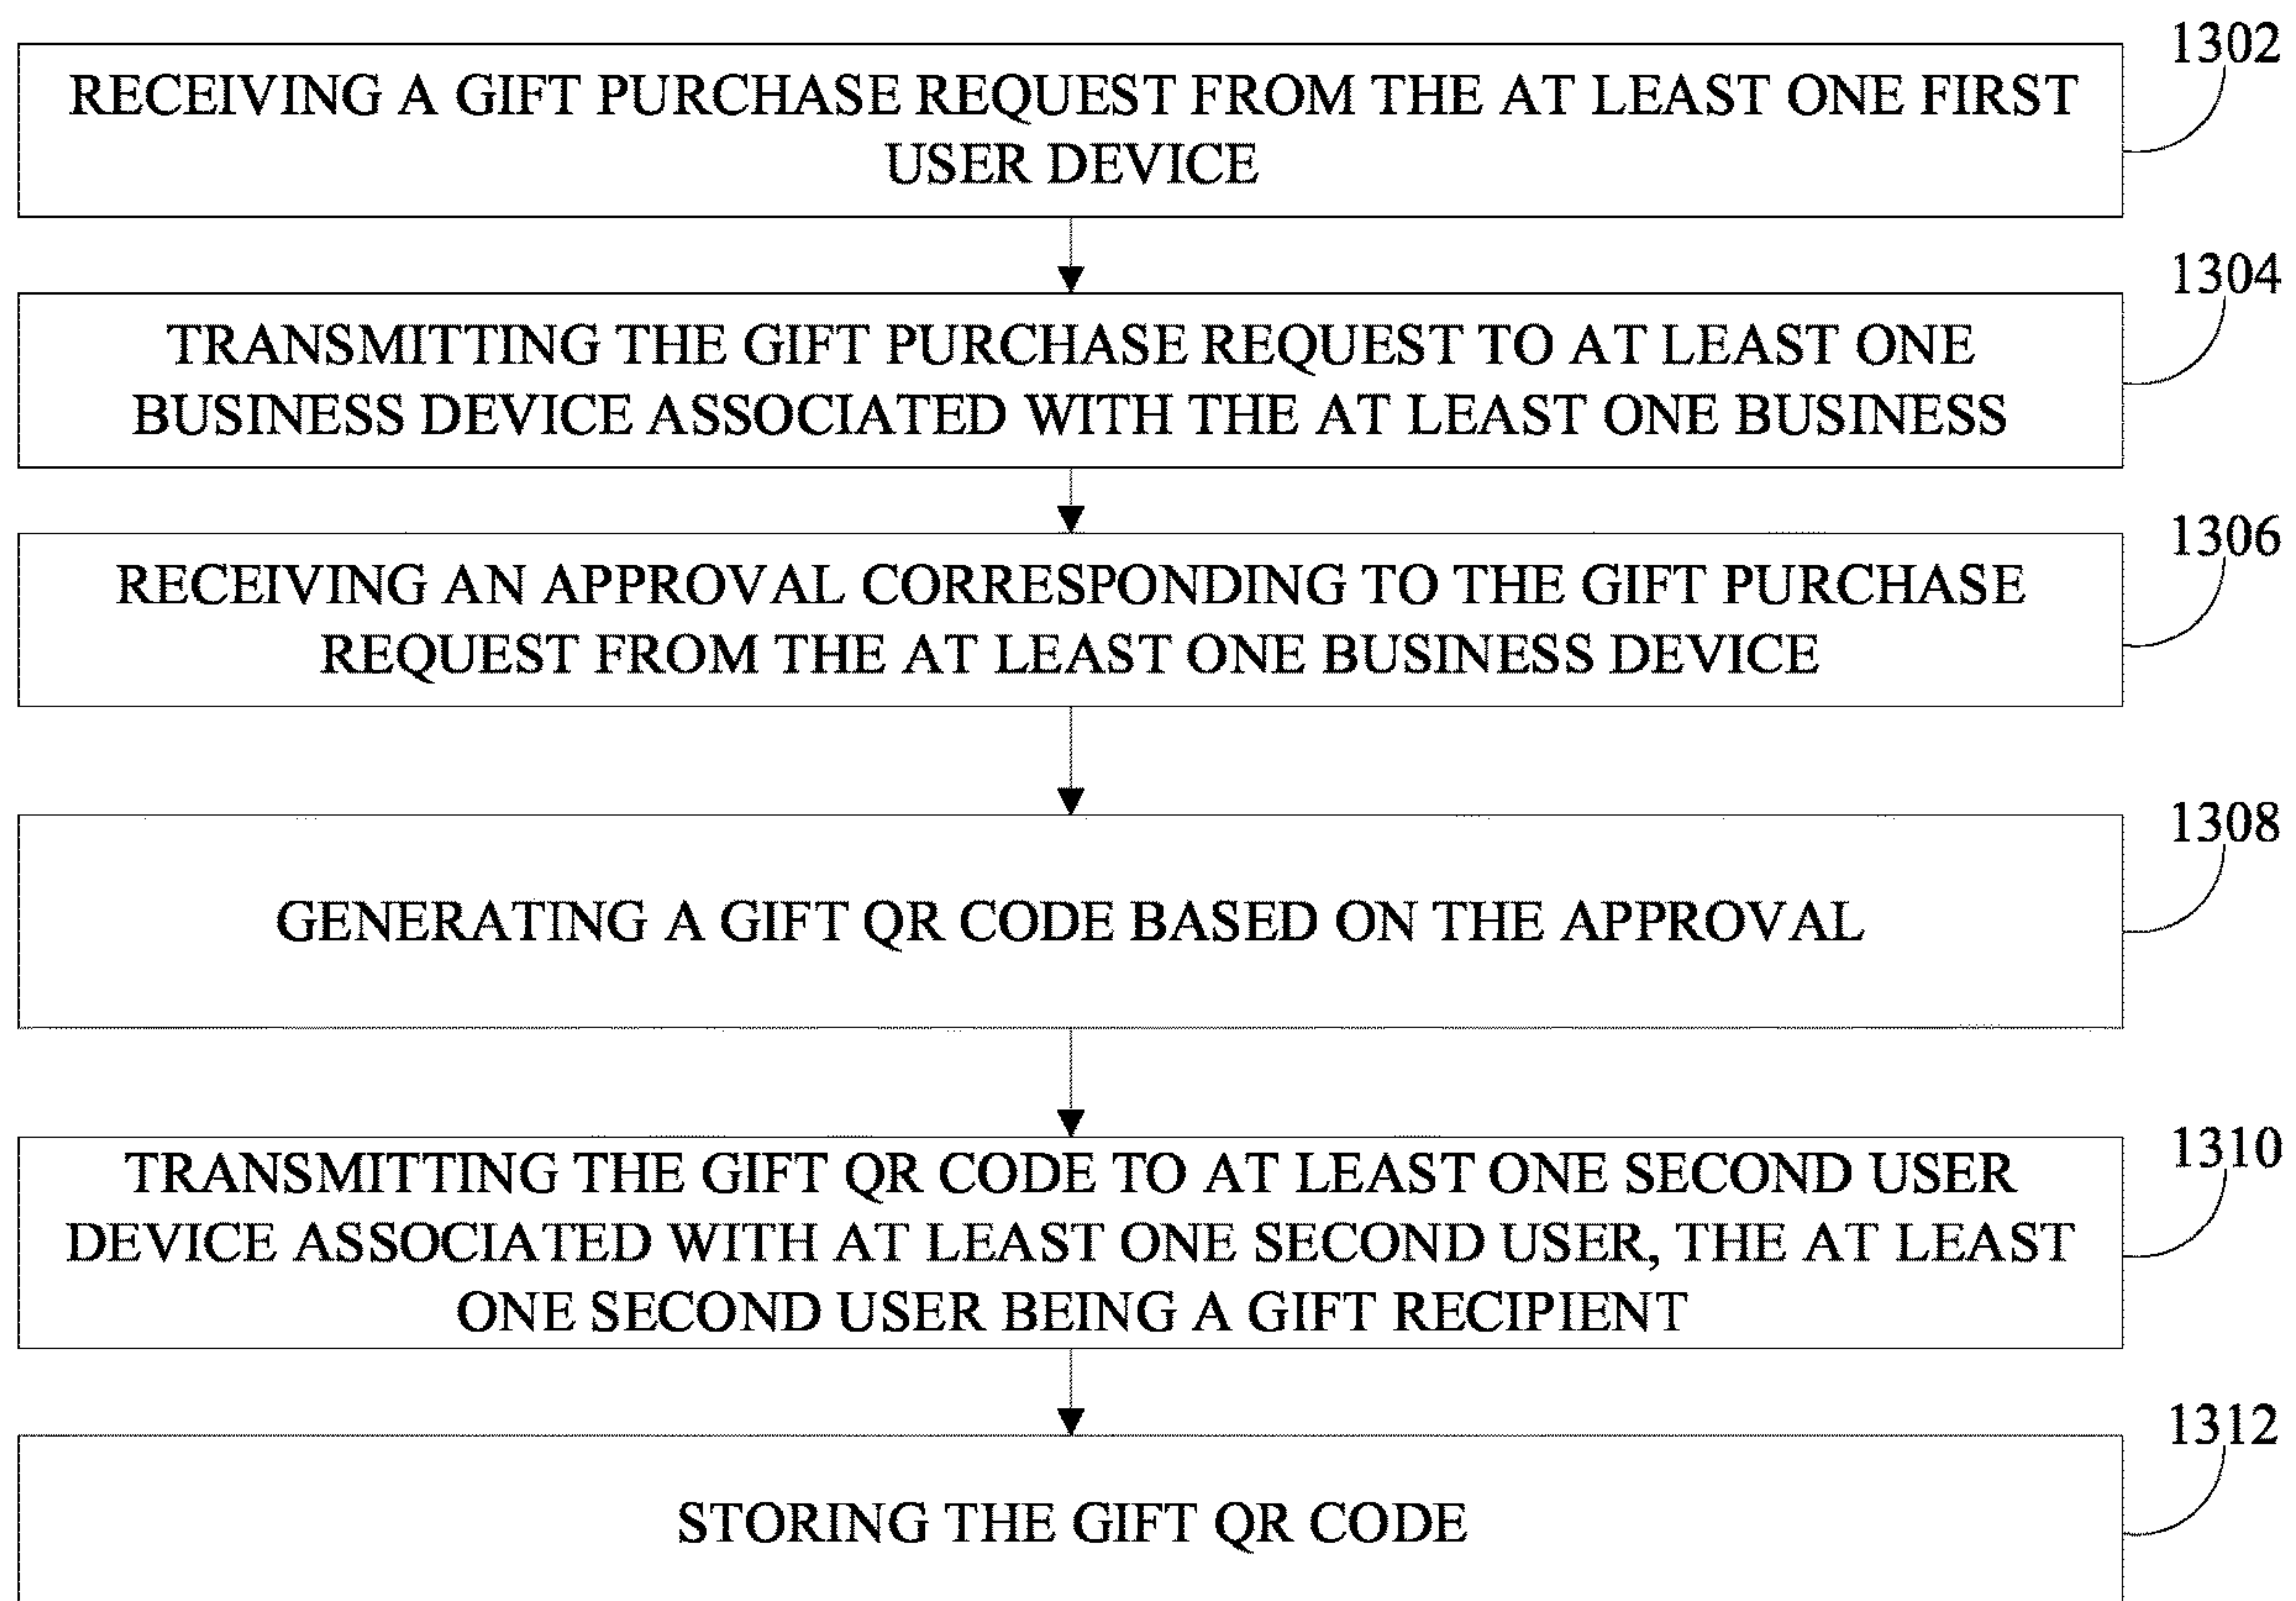 1302
RECEIVING A GIFT PURCHASE REQUEST FROM THE AT LEAST ONE FIRST
USER DEVICE
1304
TRANSMITTING THE GIFT PURCHASE REQUEST TO AT LEAST ONE
BUSINESS DEVICE ASSOCIATED WITH THE AT LEAST ONE BUSINESS
1306
RECEIVING AN APPROVAL CORRESPONDING TO THE GIFT PURCHASE
REQUEST FROM THE AT LEAST ONE BUSINESS DEVICE
1308
GENERATING A GIFT QR CODE BASED ON THE APPROVAL
1310
TRANSMITTING THE GIFT QR CODE TO AT LEAST ONE SECOND USER
DEVICE ASSOCIATED WITH AT LEAST ONE SECOND USER, THE AT LEAST
ONE SECOND USER BEING A GIFT RECIPIENT
1312
STORING THE GIFT QR CODE